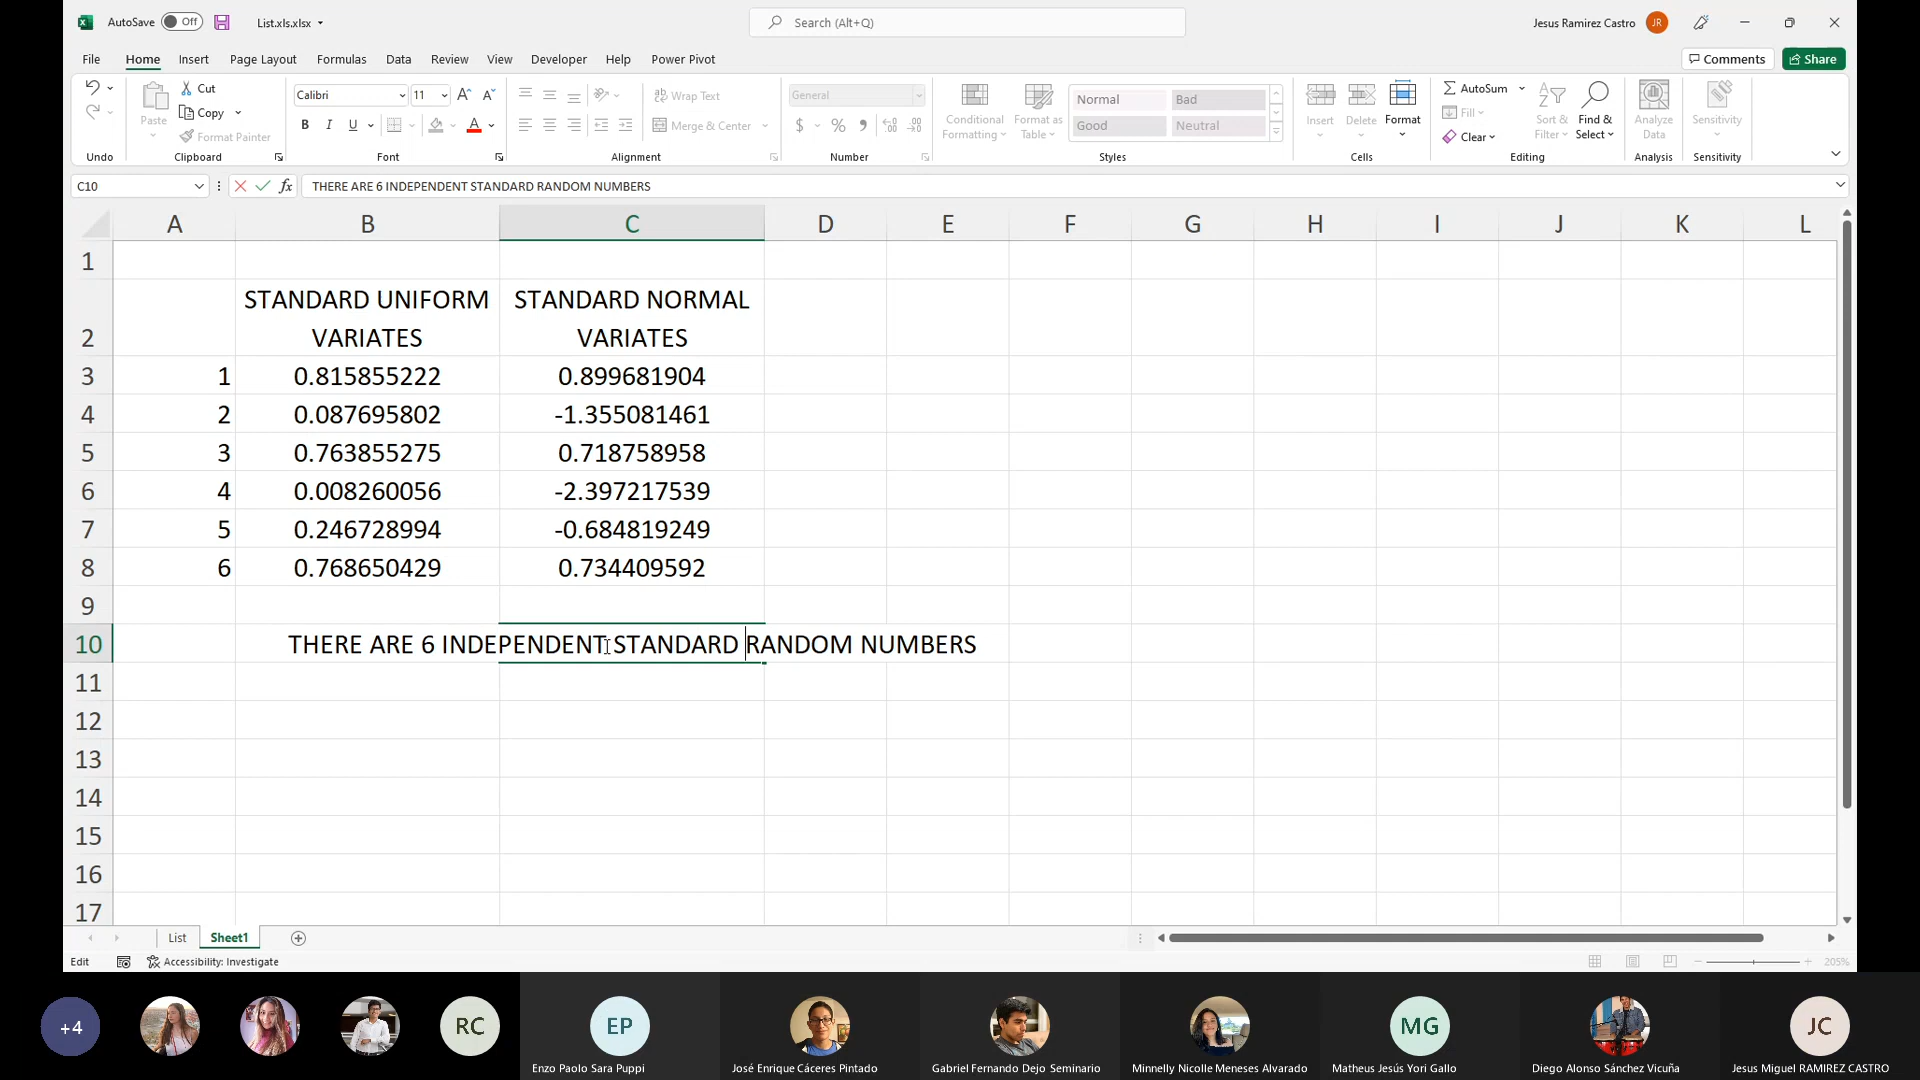 AutoSave Off List.xls.xlsx Search (Alt+Q) Jesus Ramirez Castro JR
File Home Insert Page Layout Formulas Data Review View Developer Help Power Pivot Comments Share
Paste Cut Copy Format Painter
Calibri 11 B I U
Wrap Text Merge & Center
General $ %
Conditional Formatting Format as Table
Normal Bad Good Neutral
Insert Delete Format
AutoSum Fill Clear Sort & Filter Find & Select
Analyze Data Sensitivity
Undo Clipboard Font Alignment Number Styles Cells Editing Analysis Sensitivity
C10 fx THERE ARE 6 INDEPENDENT STANDARD RANDOM NUMBERS
A B C D E F G H I J K L
1
STANDARD UNIFORM STANDARD NORMAL
2 VARIATES VARIATES
3 1 0.815855222 0.899681904
4 2 0.087695802 -1.355081461
5 3 0.763855275 0.718758958
6 4 0.008260056 -2.397217539
7 5 0.246728994 -0.684819249
8 6 0.768650429 0.734409592
9
10 THERE ARE 6 INDEPENDENT STANDARD RANDOM NUMBERS
11
12
13
14
15
16
17
List Sheet1
Edit Accessibility: Investigate 205%
+4 RC EP MG JC
Enzo Paolo Sara Puppi José Enrique Cáceres Pintado Gabriel Fernando Dejo Seminario Minnelly Nicolle Meneses Alvarado Matheus Jesús Yori Gallo Diego Alonso Sánchez Vicuña Jesus Miguel RAMIREZ CASTRO